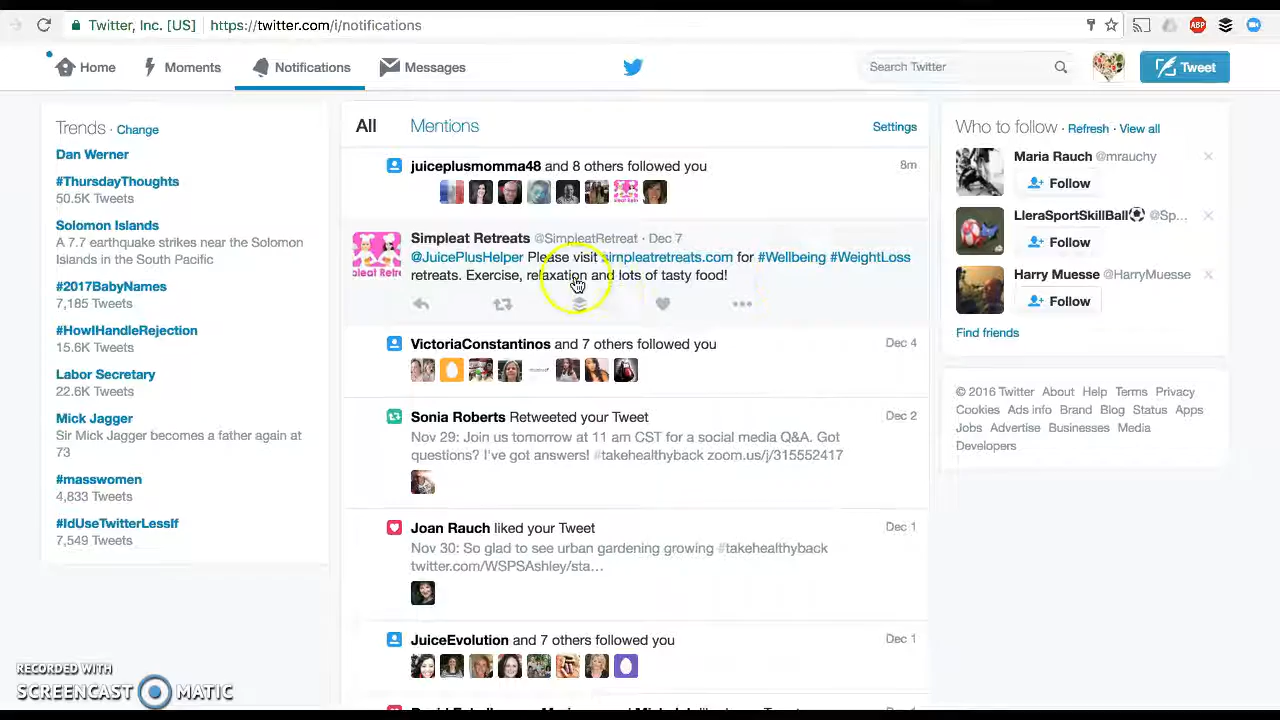 Twitter, Inc. [US] https://twitter.com/i/notifications
ABP
Home Moments Notifications Messages
Search Twitter
Tweet
Trends · Change
Dan Werner
#ThursdayThoughts
50.5K Tweets
Solomon Islands
A 7.7 earthquake strikes near the Solomon
Islands in the South Pacific
#2017BabyNames
7,185 Tweets
#HowIHandleRejection
15.6K Tweets
Labor Secretary
22.6K Tweets
Mick Jagger
Sir Mick Jagger becomes a father again at
73
#masswomen
4,833 Tweets
#IdUseTwitterLessIf
7,549 Tweets
All Mentions Settings
juiceplusmomma48 and 8 others followed you 8m
Simpleat Retreats @SimpleatRetreat · Dec 7
@JuicePlusHelper Please visit simpleatretreats.com for #Wellbeing #WeightLoss
retreats. Exercise, relaxation and lots of tasty food!
VictoriaConstantinos and 7 others followed you Dec 4
Sonia Roberts Retweeted your Tweet Dec 2
Nov 29: Join us tomorrow at 11 am CST for a social media Q&A. Got
questions? I've got answers! #takehealthyback zoom.us/j/315552417
Joan Rauch liked your Tweet Dec 1
Nov 30: So glad to see urban gardening growing #takehealthyback
twitter.com/WSPSAshley/sta…
JuiceEvolution and 7 others followed you Dec 1
Who to follow · Refresh · View all
Maria Rauch @mrauchy
Follow
LleraSportSkillBall @Sp...
Follow
Harry Muesse @HarryMuesse
Follow
Find friends
© 2016 Twitter About Help Terms Privacy
Cookies Ads info Brand Blog Status Apps
Jobs Advertise Businesses Media
Developers
RECORDED WITH
SCREENCAST MATIC